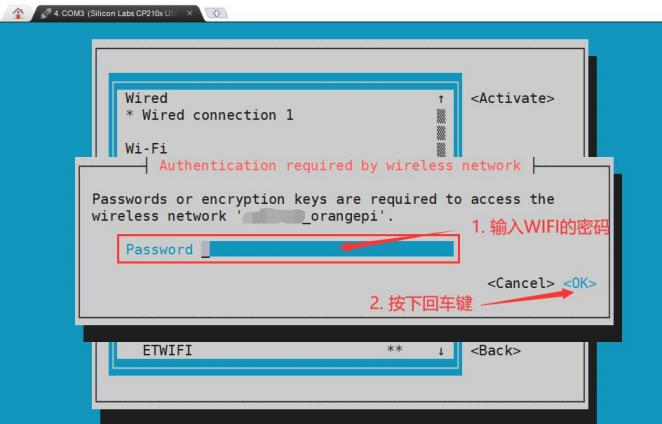 4. COM3 (Silicon Labs CP210x US
Wired
<Activate>
* Wired connection 1
Wi-Fi
Authentication required by wireless network
Passwords or encryption keys are required to access the
wireless network '_orangepi'.
1. 输入WIFI的密码
Password
<Cancel> <OK>
2. 按下回车键
ETWIFI **
<Back>